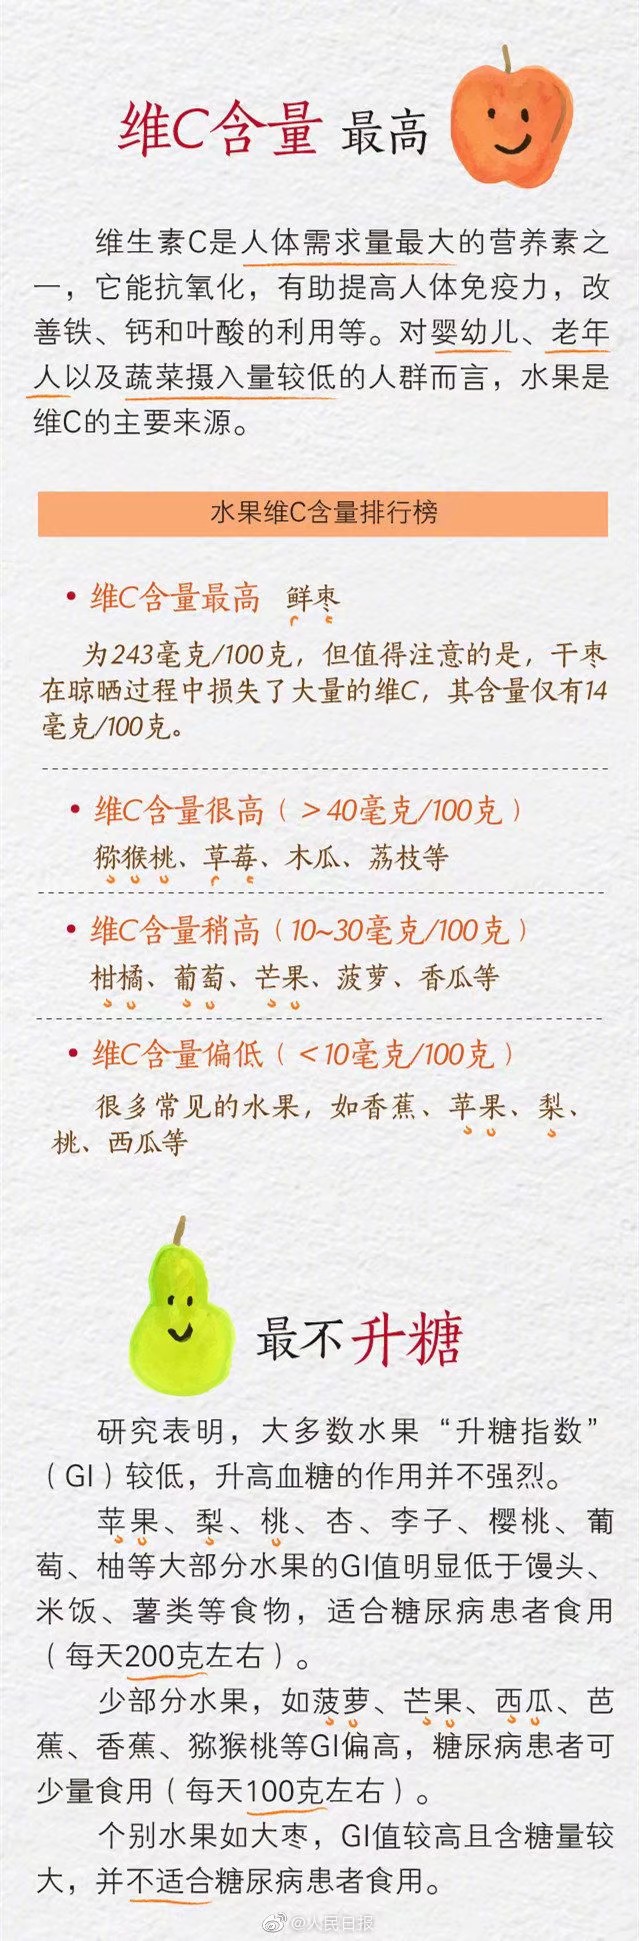 维C含量 最高
维生素C是人体需求量最大的营养素之
一，它能抗氧化，有助提高人体免疫力，改
善铁、钙和叶酸的利用等。对婴幼儿、老年
人以及蔬菜摄入量较低的人群而言，水果是
维C的主要来源。
水果维C含量排行榜
• 维C含量最高 鲜枣
为243毫克/100克，但值得注意的是，干枣
在晾晒过程中损失了大量的维C，其含量仅有14
毫克/100克。
• 维C含量很高（>40毫克/100克）
猕猴桃、草莓、木瓜、荔枝等
• 维C含量稍高（10~30毫克/100克）
柑橘、葡萄、芒果、菠萝、香瓜等
• 维C含量偏低（<10毫克/100克）
很多常见的水果，如香蕉、苹果、梨、
桃、西瓜等
最不升糖
研究表明，大多数水果“升糖指数”
（GI）较低，升高血糖的作用并不强烈。
苹果、梨、桃、杏、李子、樱桃、葡
萄、柚等大部分水果的GI值明显低于馒头、
米饭、薯类等食物，适合糖尿病患者食用
（每天200克左右）。
少部分水果，如菠萝、芒果、西瓜、芭
蕉、香蕉、猕猴桃等GI偏高，糖尿病患者可
少量食用（每天100克左右）。
个别水果如大枣，GI值较高且含糖量较
大，并不适合糖尿病患者食用。
@人民日报